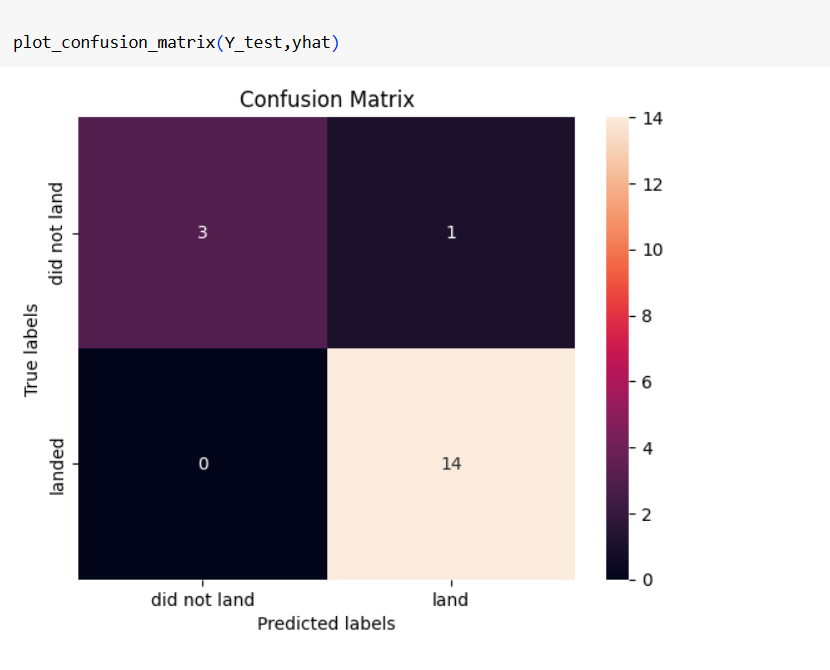 plot_confusion_matrix(Y_test,yhat)
Confusion Matrix
True labels
did not land
landed
3
1
0
14
did not land
land
Predicted labels
14
12
10
8
6
4
2
0